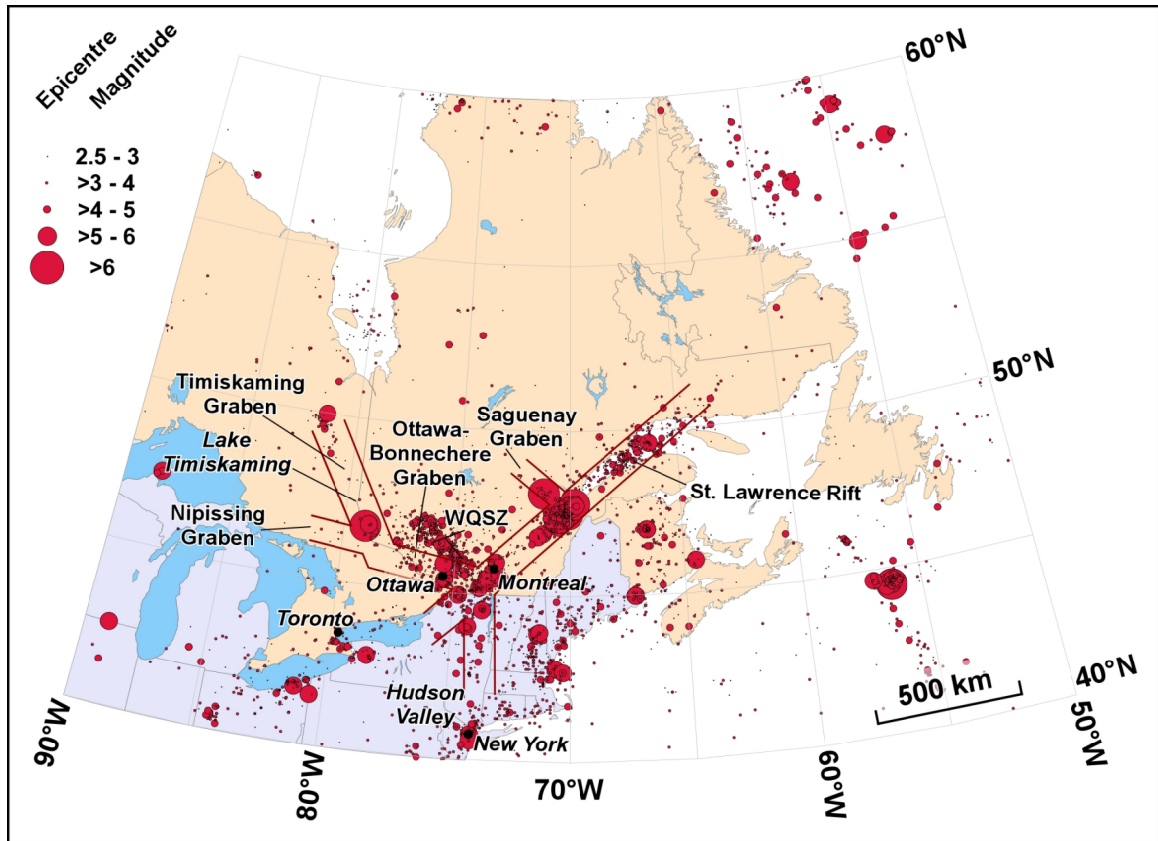 Epicentre
Magnitude
2.5 - 3
>3 - 4
>4 - 5
>5 - 6
>6
60°N
50°N
40°N
50°W
60°W
70°W
80°W
90°W
Timiskaming
Graben
Lake
Timiskaming
Nipissing
Graben
Ottawa-
Bonnechere
Graben
WQSZ
Saguenay
Graben
St. Lawrence Rift
Ottawa
Montreal
Toronto
Hudson
Valley
New York
500 km